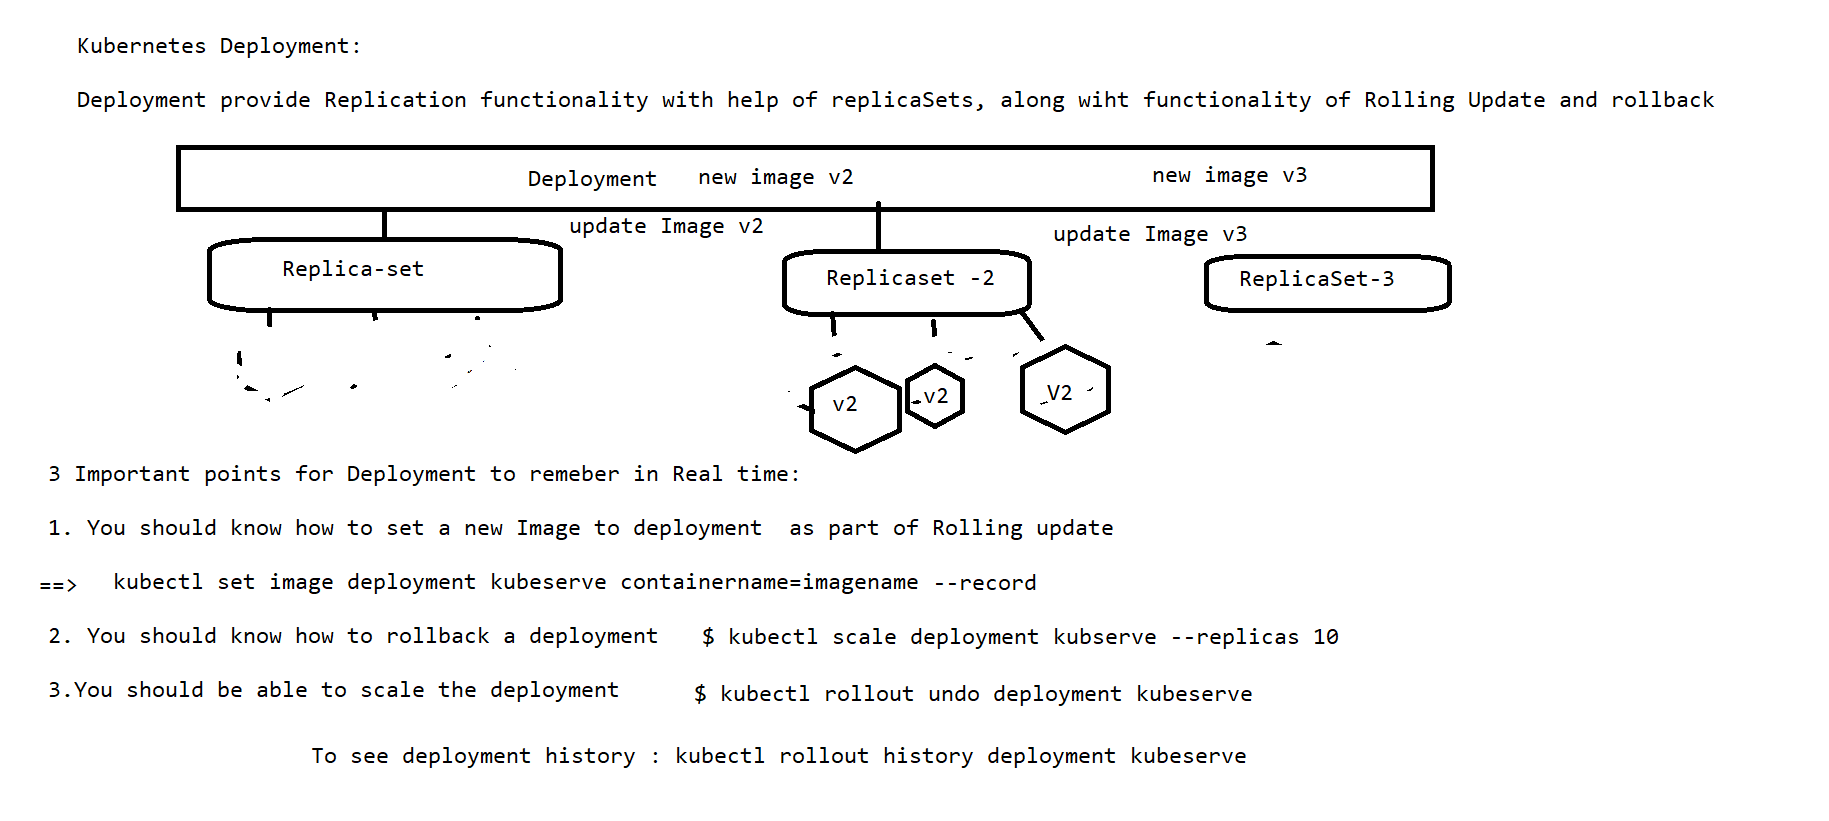 Kubernetes Deployment:
Deployment provide Replication functionality with help of replicaSets, along wiht functionality of Rolling Update and rollback
Deployment new image v2 new image v3
update Image v2 update Image v3
Replica-set Replicaset -2 ReplicaSet-3
v2 v2 V2
3 Important points for Deployment to remeber in Real time:
1. You should know how to set a new Image to deployment as part of Rolling update
==> kubectl set image deployment kubeserve containername=imagename --record
2. You should know how to rollback a deployment $ kubectl scale deployment kubserve --replicas 10
3.You should be able to scale the deployment $ kubectl rollout undo deployment kubeserve
To see deployment history : kubectl rollout history deployment kubeserve